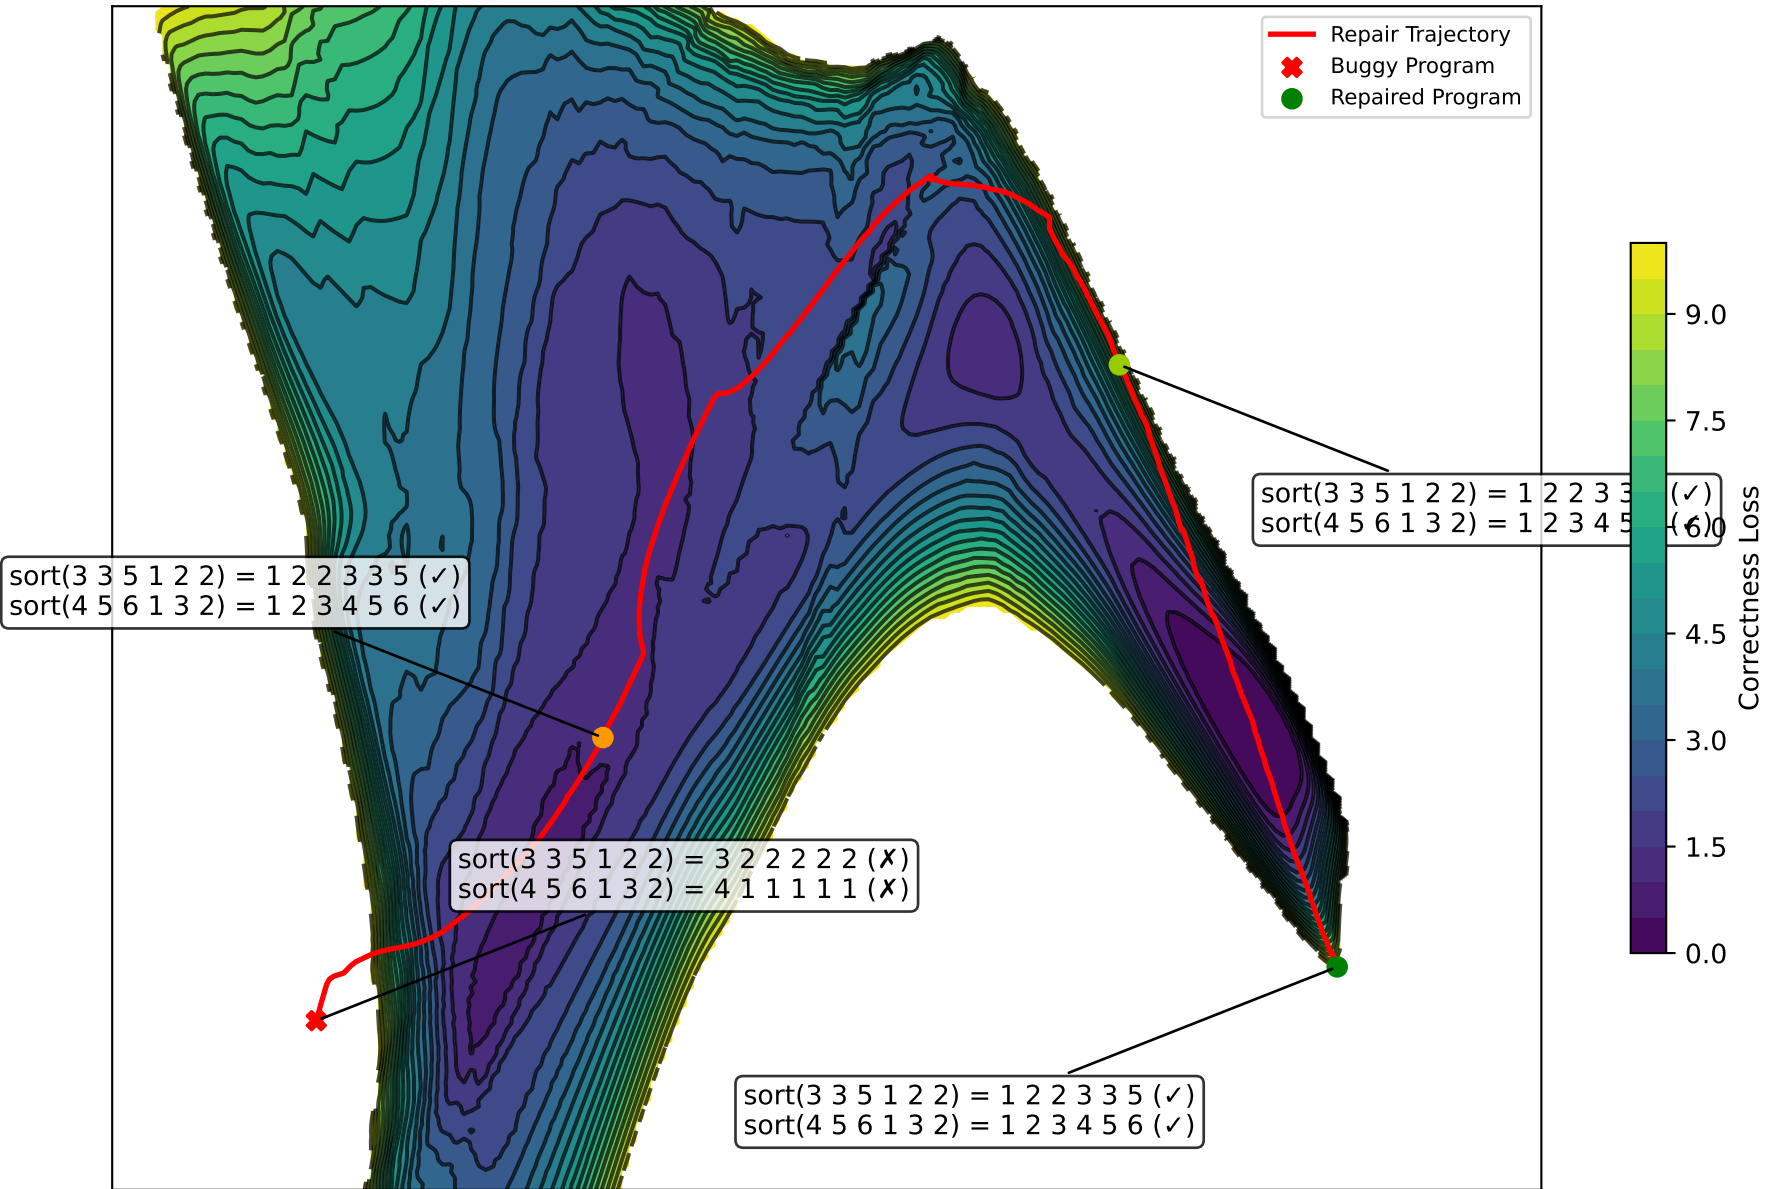 Repair Trajectory
Buggy Program
Repaired Program
9.0
7.5
6.0
4.5
3.0
1.5
0.0
Correctness Loss
sort(3 3 5 1 2 2) = 1 2 2 3 3 (✓)
sort(4 5 6 1 3 2) = 1 2 3 4 5 (✓)
sort(3 3 5 1 2 2) = 1 2 2 3 3 5 (✓)
sort(4 5 6 1 3 2) = 1 2 3 4 5 6 (✓)
sort(3 3 5 1 2 2) = 3 2 2 2 2 2 (✗)
sort(4 5 6 1 3 2) = 4 1 1 1 1 1 (✗)
sort(3 3 5 1 2 2) = 1 2 2 3 3 5 (✓)
sort(4 5 6 1 3 2) = 1 2 3 4 5 6 (✓)